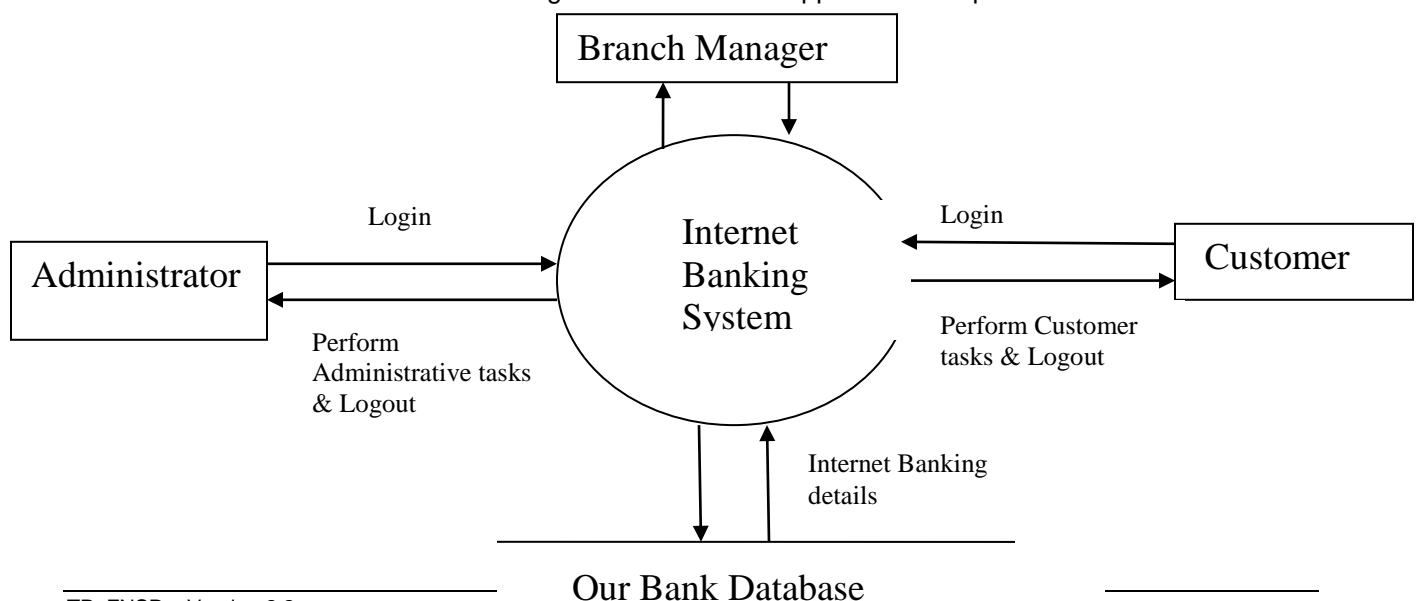 Branch Manager
Login
Administrator
Perform
Administrative tasks
& Logout
Internet
Banking
System
Login
Customer
Perform Customer
tasks & Logout
Internet Banking
details
Our Bank Database